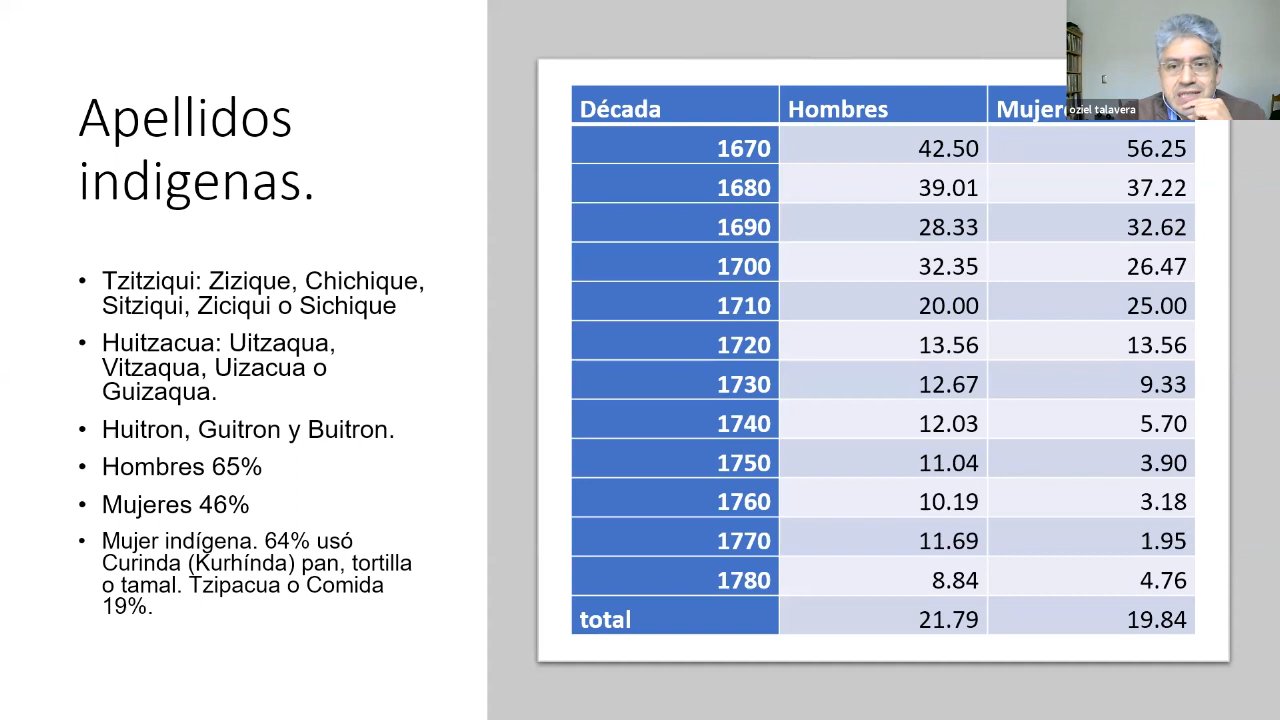 Apellidos
indigenas.
• Tzitziqui: Zizique, Chichique,
Sitziqui, Ziciqui o Sichique
• Huitzacua: Uitzaqua,
Vitzaqua, Uizacua o
Guizaqua.
• Huitron, Guitron y Buitron.
• Hombres 65%
• Mujeres 46%
• Mujer indígena. 64% usó
Curinda (Kurhínda) pan, tortilla
o tamal. Tzipacua o Comida
19%.
Década Hombres
1670 42.50 56.25
1680 39.01 37.22
1690 28.33 32.62
1700 32.35 26.47
1710 20.00 25.00
1720 13.56 13.56
1730 12.67 9.33
1740 12.03 5.70
1750 11.04 3.90
1760 10.19 3.18
1770 11.69 1.95
1780 8.84 4.76
total 21.79 19.84
oziel talavera